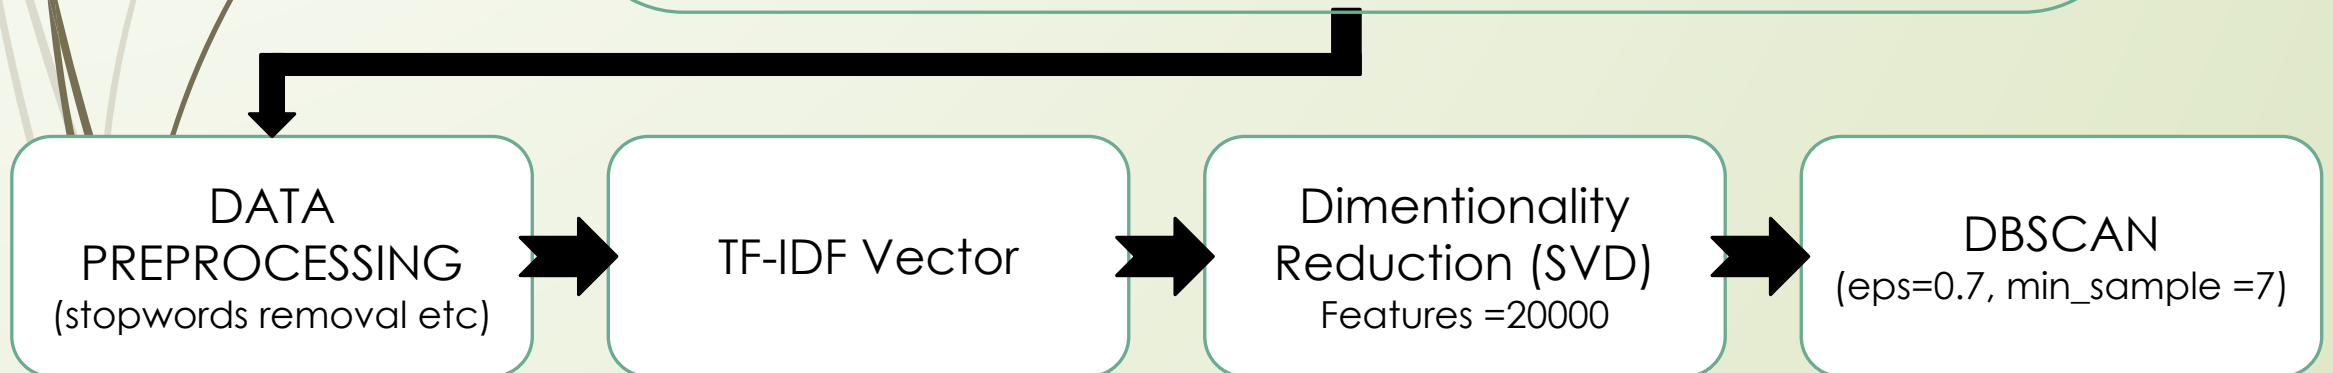 DATA
PREPROCESSING
(stopwords removal etc)
TF-IDF Vector
Dimentionality
Reduction (SVD)
Features =20000
DBSCAN
(eps=0.7, min_sample =7)